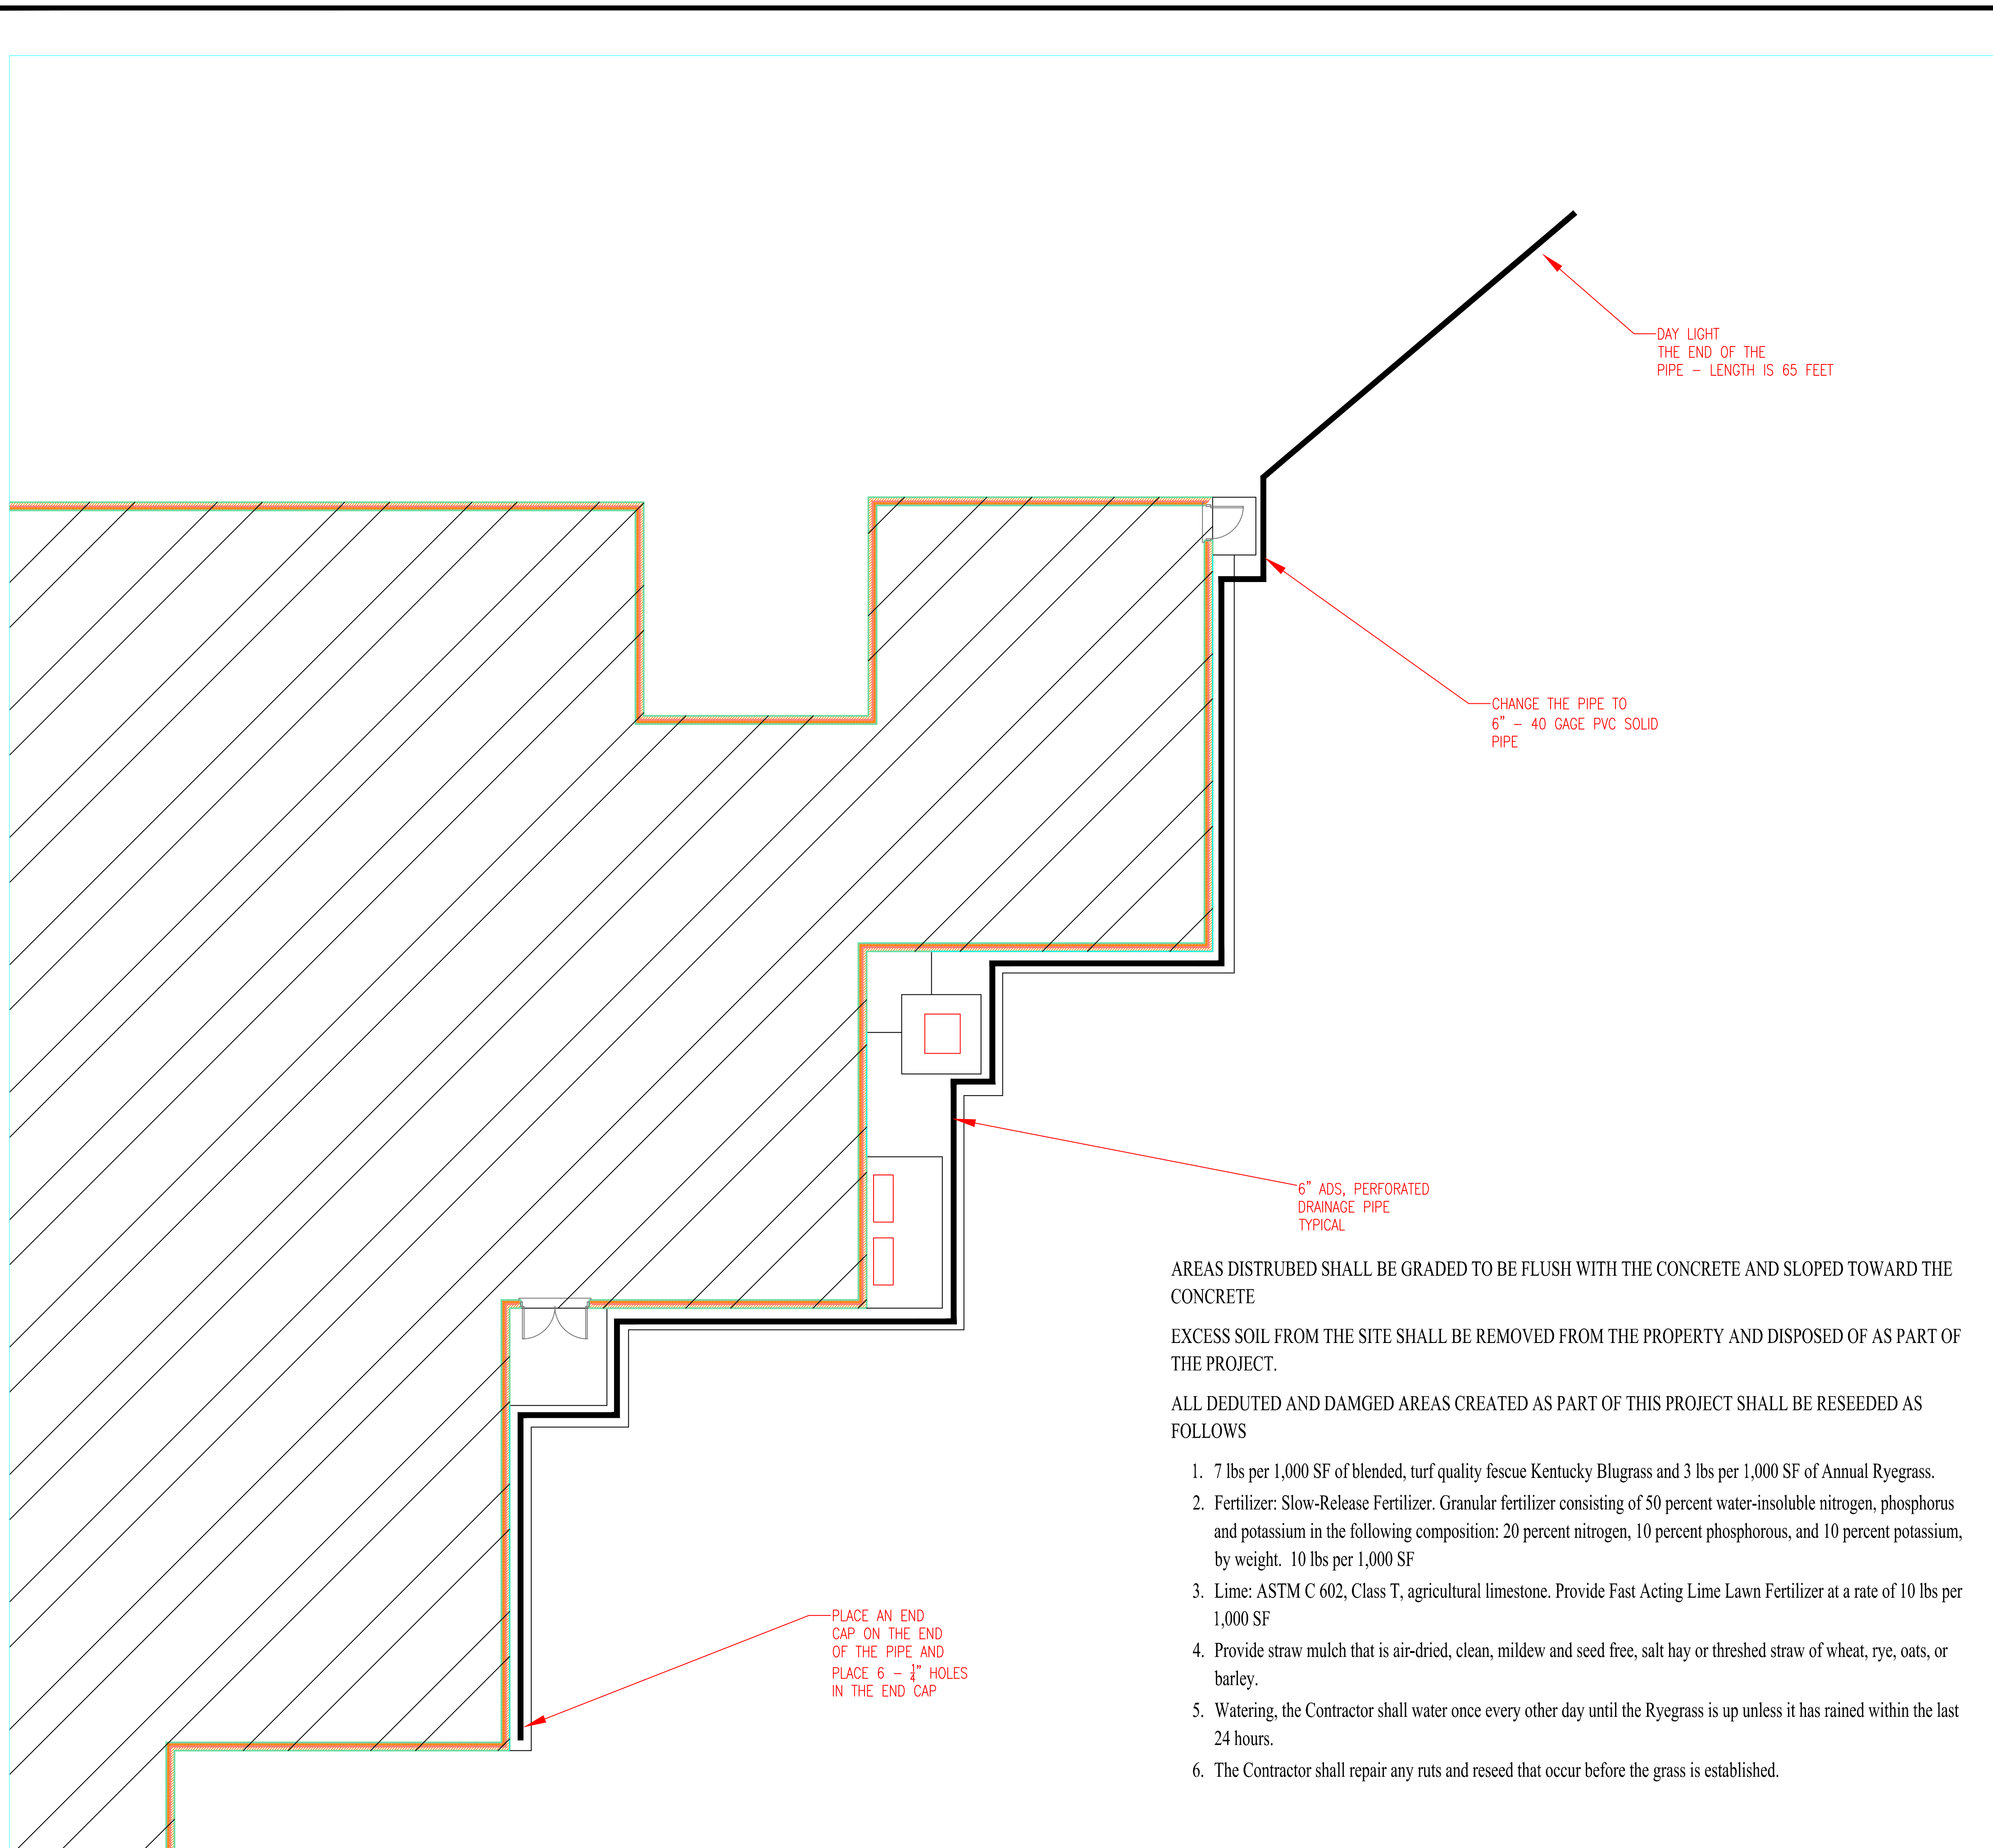 DAY LIGHT
THE END OF THE
PIPE – LENGTH IS 65 FEET
CHANGE THE PIPE TO
6" – 40 GAGE PVC SOLID
PIPE
6" ADS, PERFORATED
DRAINAGE PIPE
TYPICAL
AREAS DISTRUBED SHALL BE GRADED TO BE FLUSH WITH THE CONCRETE AND SLOPED TOWARD THE
CONCRETE
EXCESS SOIL FROM THE SITE SHALL BE REMOVED FROM THE PROPERTY AND DISPOSED OF AS PART OF
THE PROJECT.
ALL DEDUTED AND DAMGED AREAS CREATED AS PART OF THIS PROJECT SHALL BE RESEEDED AS
FOLLOWS
1. 7 lbs per 1,000 SF of blended, turf quality fescue Kentucky Blugrass and 3 lbs per 1,000 SF of Annual Ryegrass.
2. Fertilizer: Slow-Release Fertilizer. Granular fertilizer consisting of 50 percent water-insoluble nitrogen, phosphorus
and potassium in the following composition: 20 percent nitrogen, 10 percent phosphorous, and 10 percent potassium,
by weight. 10 lbs per 1,000 SF
3. Lime: ASTM C 602, Class T, agricultural limestone. Provide Fast Acting Lime Lawn Fertilizer at a rate of 10 lbs per
1,000 SF
4. Provide straw mulch that is air-dried, clean, mildew and seed free, salt hay or threshed straw of wheat, rye, oats, or
barley.
5. Watering, the Contractor shall water once every other day until the Ryegrass is up unless it has rained within the last
24 hours.
6. The Contractor shall repair any ruts and reseed that occur before the grass is established.
PLACE AN END
CAP ON THE END
OF THE PIPE AND
PLACE 6 – 1/4" HOLES
IN THE END CAP